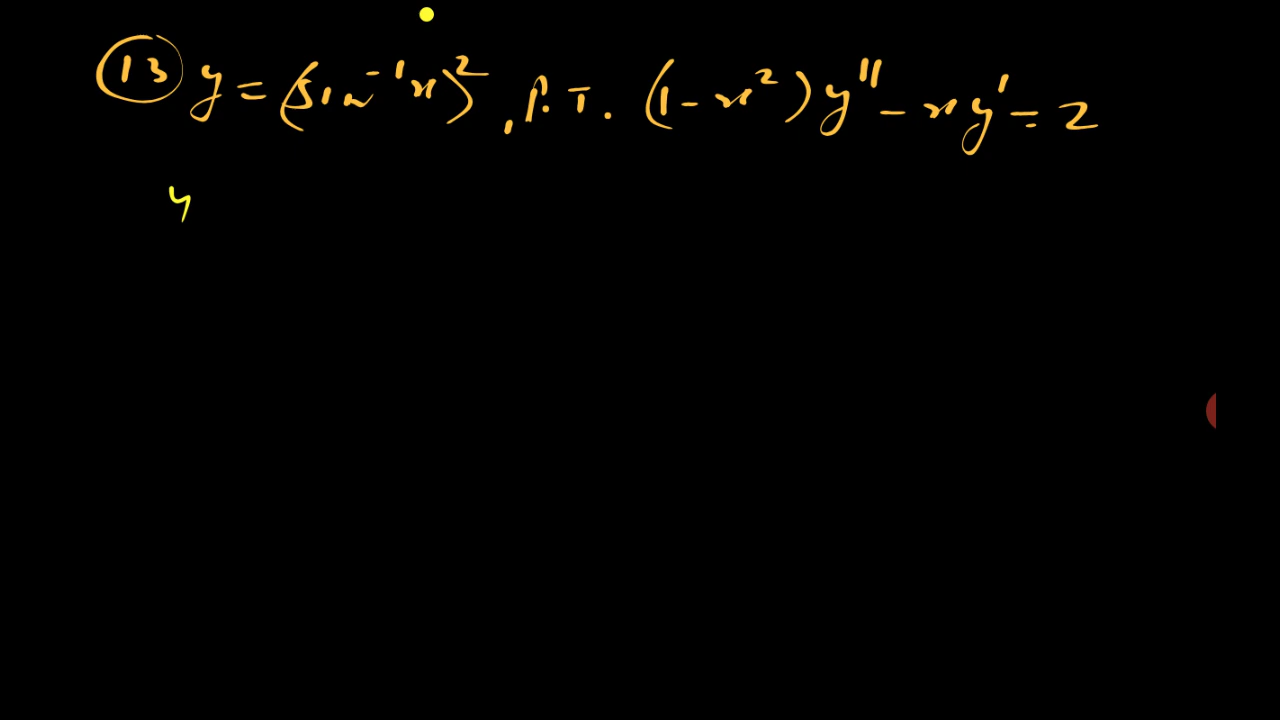 13 y = (sin⁻¹x)², P.T. (1 - x²)y'' - xy' = 2
y